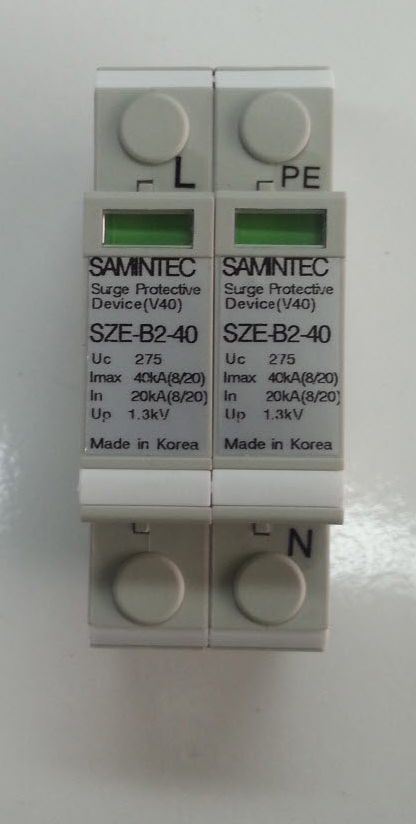 L
PE
SAMINTEC
Surge Protective
Device(V40)
SZE-B2-40
Uc 275
Imax 40kA(8/20)
In 20kA(8/20)
Up 1.3kV
Made in Korea
SAMINTEC
Surge Protective
Device(V40)
SZE-B2-40
Uc 275
Imax 40kA(8/20)
In 20kA(8/20)
Up 1.3kV
Made in Korea
N